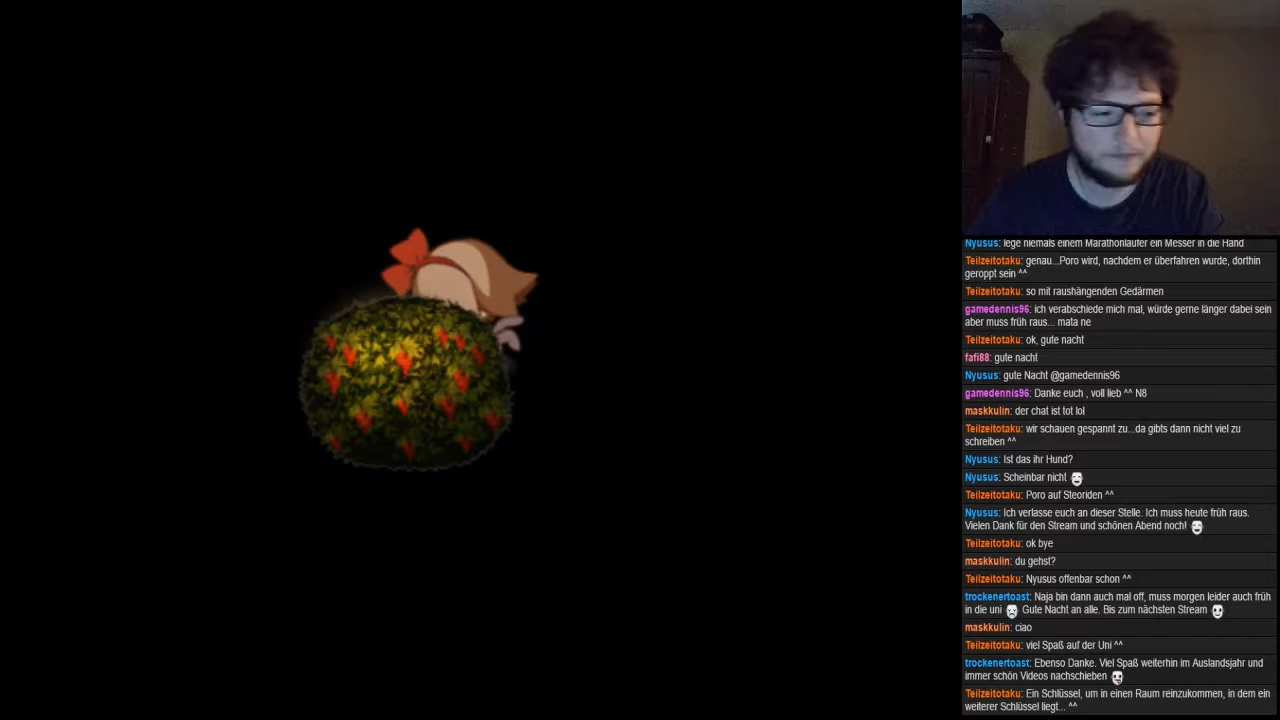 Nyusus: lege niemals einem Marathonläufer ein Messer in die Hand
Teilzeitotaku: genau...Poro wird, nachdem er überfahren wurde, dorthin
geroppt sein ^^
Teilzeitotaku: so mit raushängenden Gedärmen
gamedennis96: ich verabschiede mich mal, würde gerne länger dabei sein
aber muss früh raus... mata ne
Teilzeitotaku: ok, gute nacht
fafi88: gute nacht
Nyusus: gute Nacht @gamedennis96
gamedennis96: Danke euch , voll lieb ^^ N8
maskkulin: der chat ist tot lol
Teilzeitotaku: wir schauen gespannt zu...da gibts dann nicht viel zu
schreiben ^^
Nyusus: Ist das ihr Hund?
Nyusus: Scheinbar nicht
Teilzeitotaku: Poro auf Steoriden ^^
Nyusus: Ich verlasse euch an dieser Stelle. Ich muss heute früh raus.
Vielen Dank für den Stream und schönen Abend noch!
Teilzeitotaku: ok bye
maskkulin: du gehst?
Teilzeitotaku: Nyusus offenbar schon ^^
trockenertoast: Naja bin dann auch mal off, muss morgen leider auch früh
in die uni Gute Nacht an alle. Bis zum nächsten Stream
maskkulin: ciao
Teilzeitotaku: viel Spaß auf der Uni ^^
trockenertoast: Ebenso Danke. Viel Spaß weiterhin im Auslandsjahr und
immer schön Videos nachschieben
Teilzeitotaku: Ein Schlüssel, um in einen Raum reinzukommen, in dem ein
weiterer Schlüssel liegt... ^^